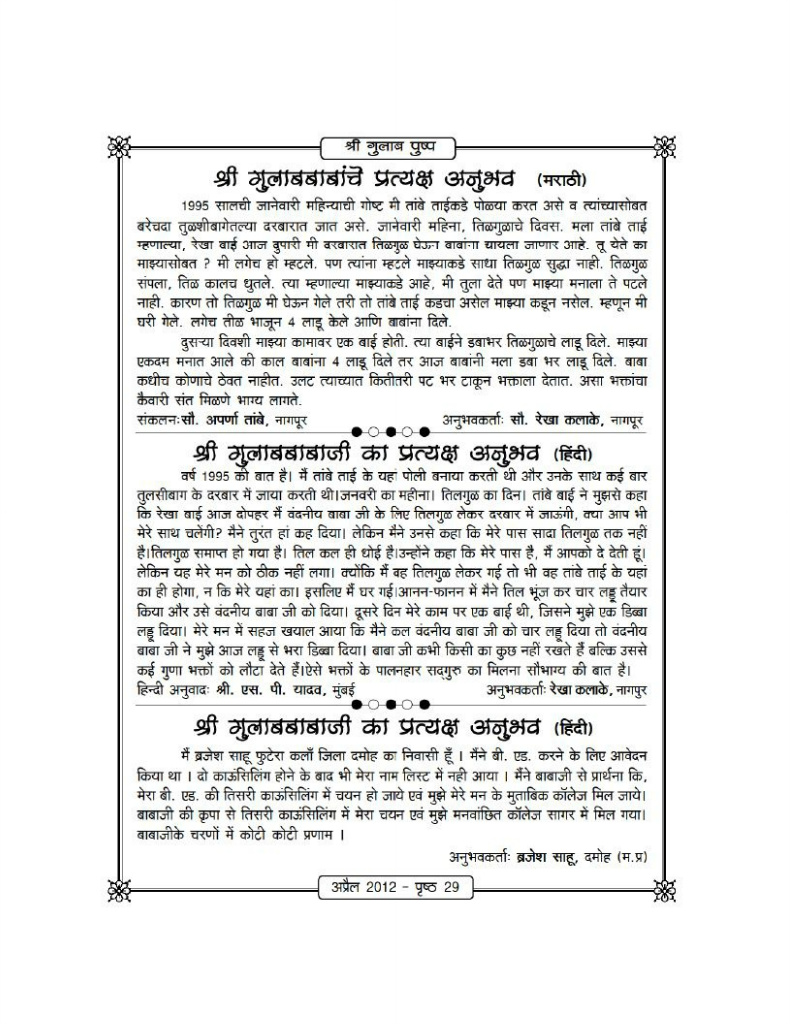 श्री गुलाब पुष्प
श्री गुलाबबाबांचे प्रत्यक्ष अनुभव (मराठी)
1995 सालची जानेवारी महिन्याची गोष्ट मी तांबे ताईकडे पोळ्या करत असे व त्यांच्यासोबत
बरेचदा तुळशीबागेतल्या दरबारात जात असे. जानेवारी महिना, तिळगुळाचे दिवस. मला तांबे ताई
म्हणाल्या, रेखा बाई आज दुपारी मी दरबारात तिळगुळ घेऊन बाबांना द्यायला जाणार आहे. तू येते का
माझ्यासोबत ? मी लगेच हो म्हटले. पण त्यांना म्हटले माझ्याकडे साधा तिळगुळ सुद्धा नाही. तिळगुळ
संपला, तिळ कालच धुतले. त्या म्हणाल्या माझ्याकडे आहे, मी तुला देते पण माझ्या मनाला ते पटले
नाही. कारण तो तिळगुळ मी घेऊन गेले तरी तो तांबे ताई कडचा असेल माझ्या कडून नसेल. म्हणून मी
घरी गेले. लगेच तीळ भाजून 4 लाडू केले आणि बाबांना दिले.
दुसऱ्या दिवशी माझ्या कामावर एक बाई होती. त्या बाईने डबाभर तिळगुळाचे लाडू दिले. माझ्या
एकदम मनात आले की काल बाबांना 4 लाडू दिले तर आज बाबांनी मला डबा भर लाडू दिले. बाबा
कधीच कोणाचे ठेवत नाहीत. उलट त्याच्यात कितीतरी पट भर टाकून भक्ताला देतात. असा भक्तांचा
कैवारी संत मिळणे भाग्य लागते.
संकलनः सौ. अपर्णा तांबे, नागपूर अनुभवकर्ताः सौ. रेखा कलाके, नागपूर
श्री गुलाबबाबाजी का प्रत्यक्ष अनुभव (हिंदी)
वर्ष 1995 की बात है। मैं तांबे ताई के यहां पोली बनाया करती थी और उनके साथ कई बार
तुलसीबाग के दरबार में जाया करती थी।जनवरी का महीना। तिलगुळ का दिन। तांबे बाई ने मुझसे कहा
कि रेखा बाई आज दोपहर मैं वंदनीय बाबा जी के लिए तिलगुळ लेकर दरबार में जाऊंगी, क्या आप भी
मेरे साथ चलेंगी? मैने तुरंत हां कह दिया। लेकिन मैने उनसे कहा कि मेरे पास सादा तिलगुळ तक नहीं
है।तिलगुळ समाप्त हो गया है। तिल कल ही धोई है।उन्होंने कहा कि मेरे पास है, मैं आपको दे देती हूं।
लेकिन यह मेरे मन को ठीक नहीं लगा। क्योंकि मैं वह तिलगुळ लेकर गई तो भी वह तांबे ताई के यहां
का ही होगा, न कि मेरे यहां का। इसलिए मैं घर गई।आनन-फानन में मैने तिल भूंज कर चार लड्डू तैयार
किया और उसे वंदनीय बाबा जी को दिया। दूसरे दिन मेरे काम पर एक बाई थी, जिसने मुझे एक डिब्बा
लड्डू दिया। मेरे मन में सहज खयाल आया कि मैने कल वंदनीय बाबा जी को चार लड्डू दिया तो वंदनीय
बाबा जी ने मुझे आज लड्डू से भरा डिब्बा दिया। बाबा जी कभी किसी का कुछ नहीं रखते हैं बल्कि उससे
कई गुणा भक्तों को लौटा देते हैं।ऐसे भक्तों के पालनहार सद्गुरु का मिलना सौभाग्य की बात है।
हिन्दी अनुवादः श्री. एस. पी. यादव, मुंबई अनुभवकर्ताः रेखा कलाके, नागपुर
श्री गुलाबबाबाजी का प्रत्यक्ष अनुभव (हिंदी)
मैं ब्रजेश साहू फुटेरा कलाँ जिला दमोह का निवासी हूँ । मैंने बी. एड. करने के लिए आवेदन
किया था । दो काऊंसिलिंग होने के बाद भी मेरा नाम लिस्ट में नही आया । मैंने बाबाजी से प्रार्थना कि,
मेरा बी. एड. की तिसरी काऊंसिलिंग में चयन हो जाये एवं मुझे मेरे मन के मुताबिक कॉलेज मिल जाये।
बाबाजी की कृपा से तिसरी काऊंसिलिंग में मेरा चयन एवं मुझे मनवांछित कॉलेज सागर में मिल गया।
बाबाजीके चरणों में कोटी कोटी प्रणाम ।
अनुभवकर्ताः ब्रजेश साहू, दमोह (म.प्र)
अप्रैल 2012 - पृष्ठ 29